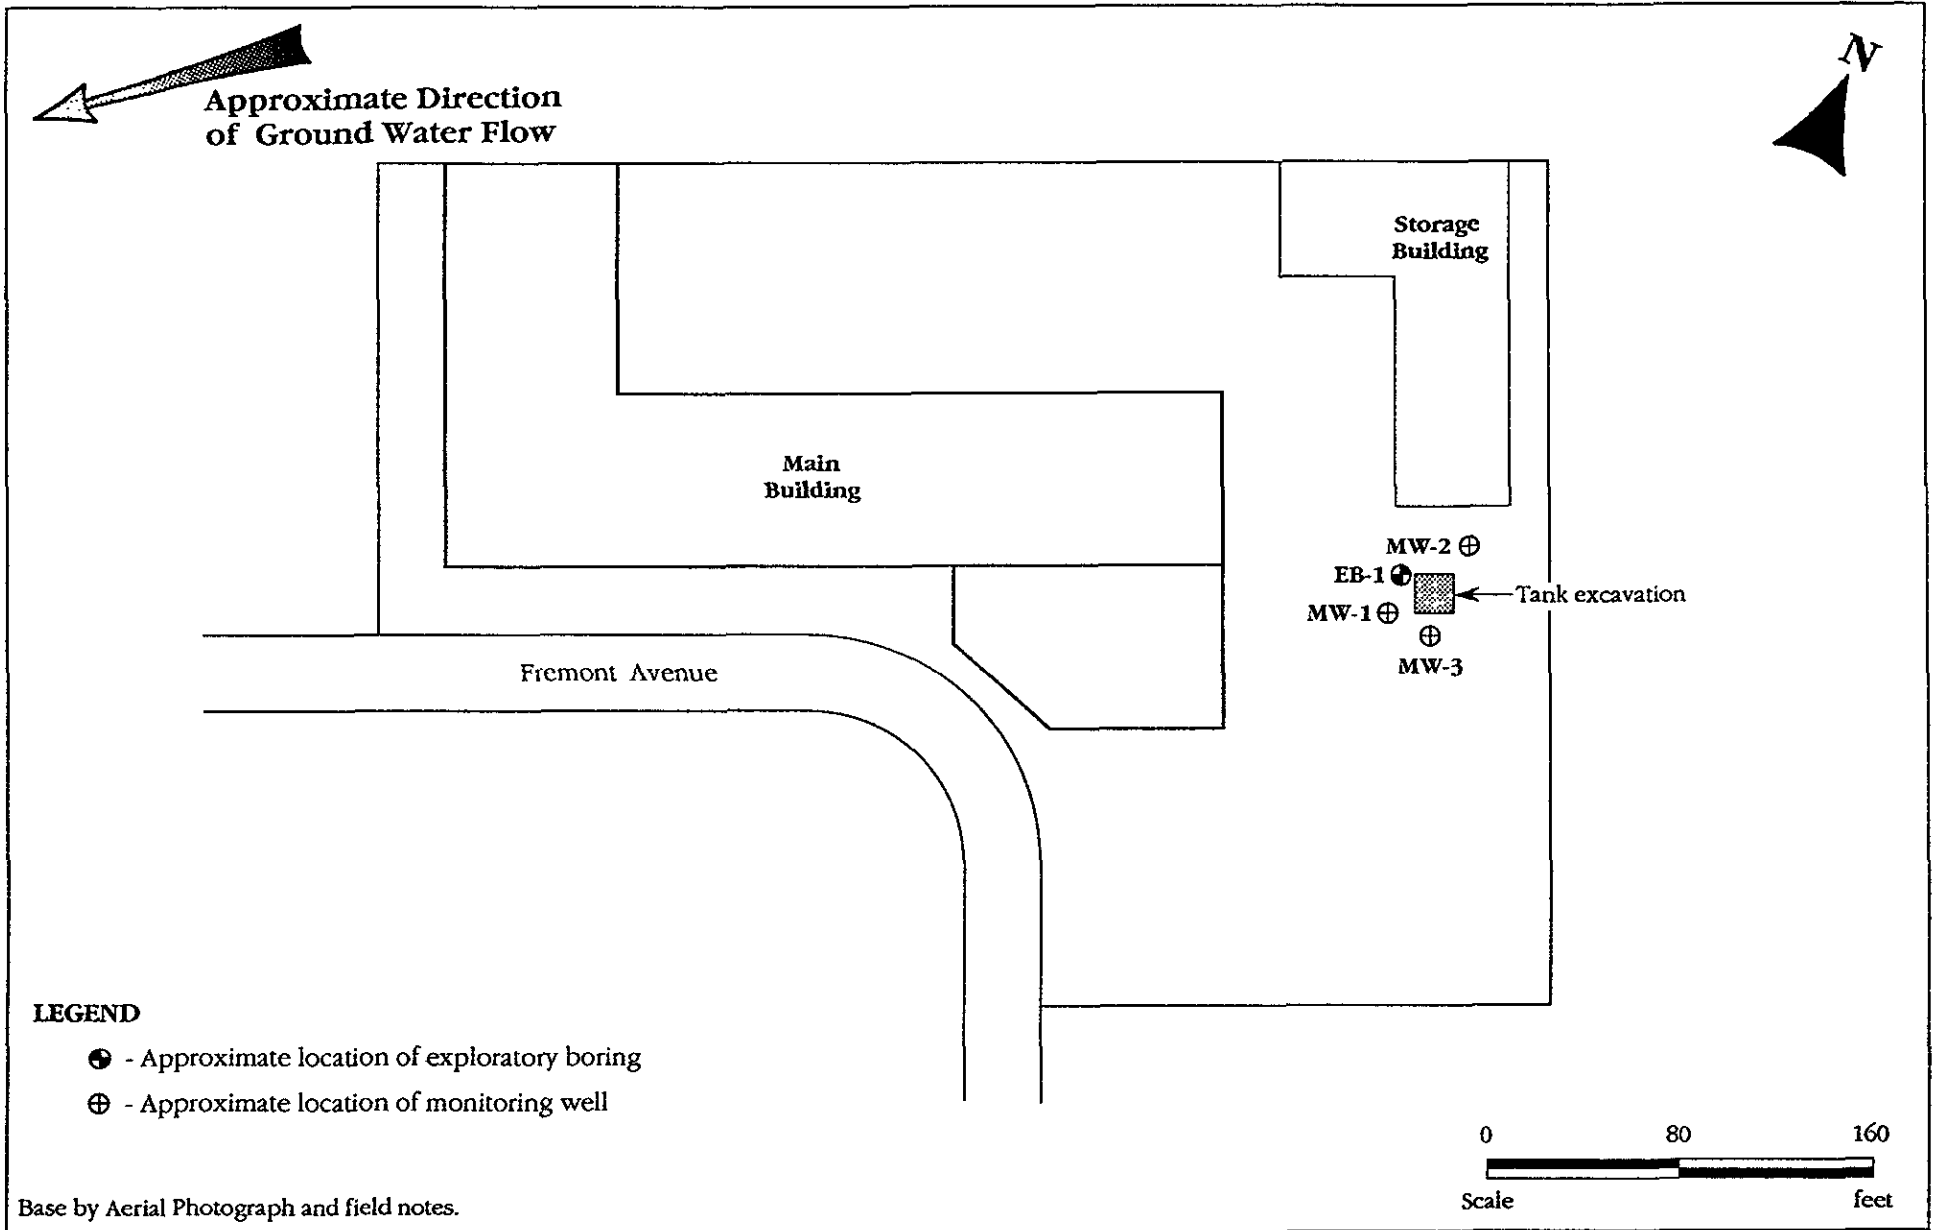 N
Approximate Direction
of Ground Water Flow
Storage
Building
Main
Building
MW-2
EB-1
Tank excavation
MW-1
MW-3
Fremont Avenue
LEGEND
- Approximate location of exploratory boring
- Approximate location of monitoring well
0 80 160
Scale feet
Base by Aerial Photograph and field notes.